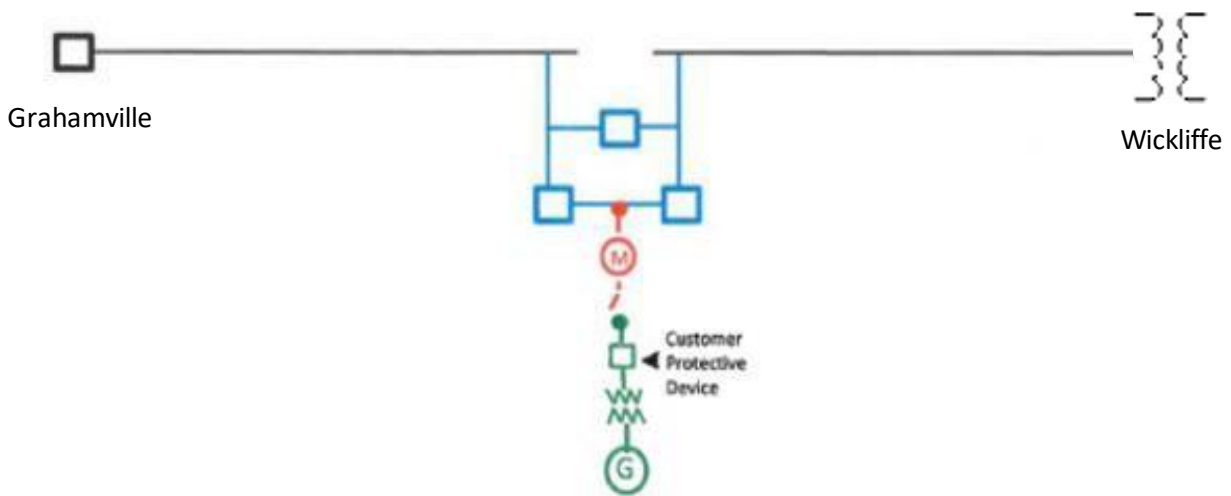 Grahamville
Wickliffe
M
Customer
Protective
Device
G